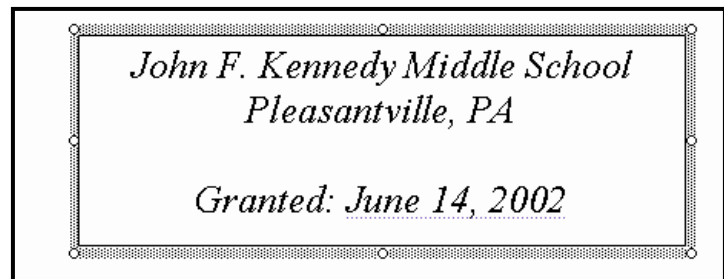 John F. Kennedy Middle School
Pleasantville, PA
Granted: June 14, 2002